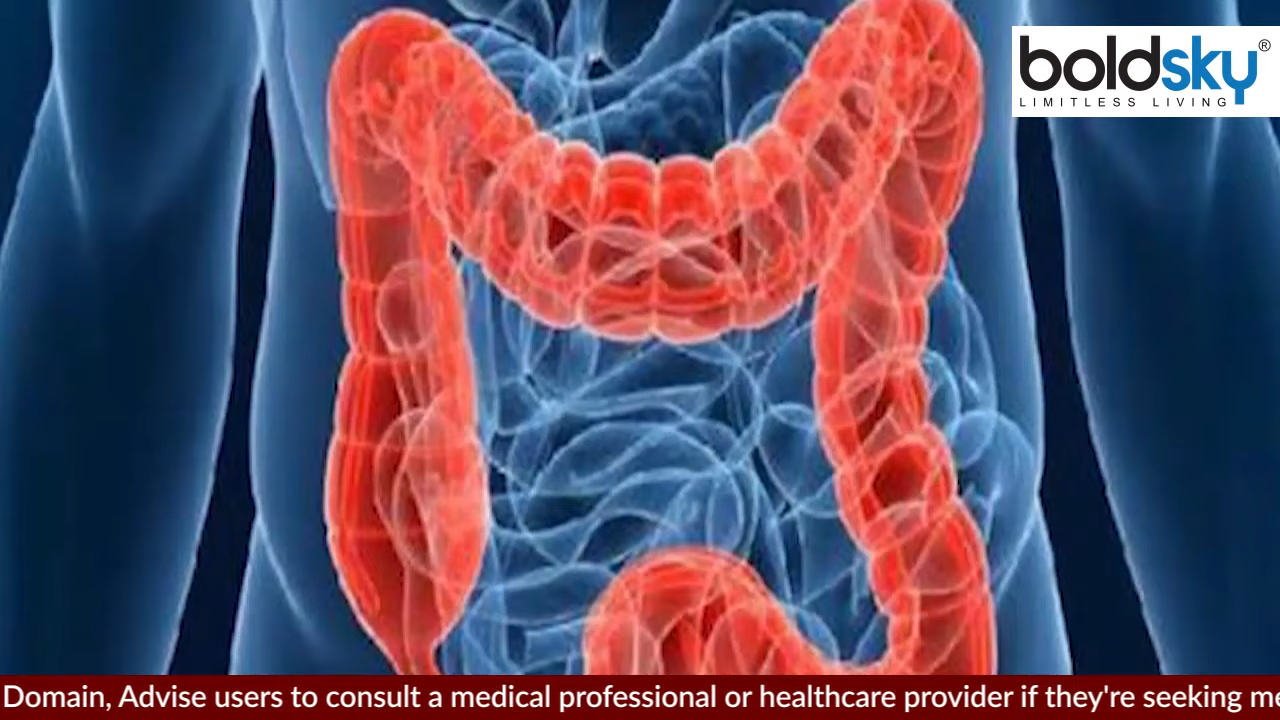 boldsky®
LIMITLESS LIVING
Domain, Advise users to consult a medical professional or healthcare provider if they're seeking